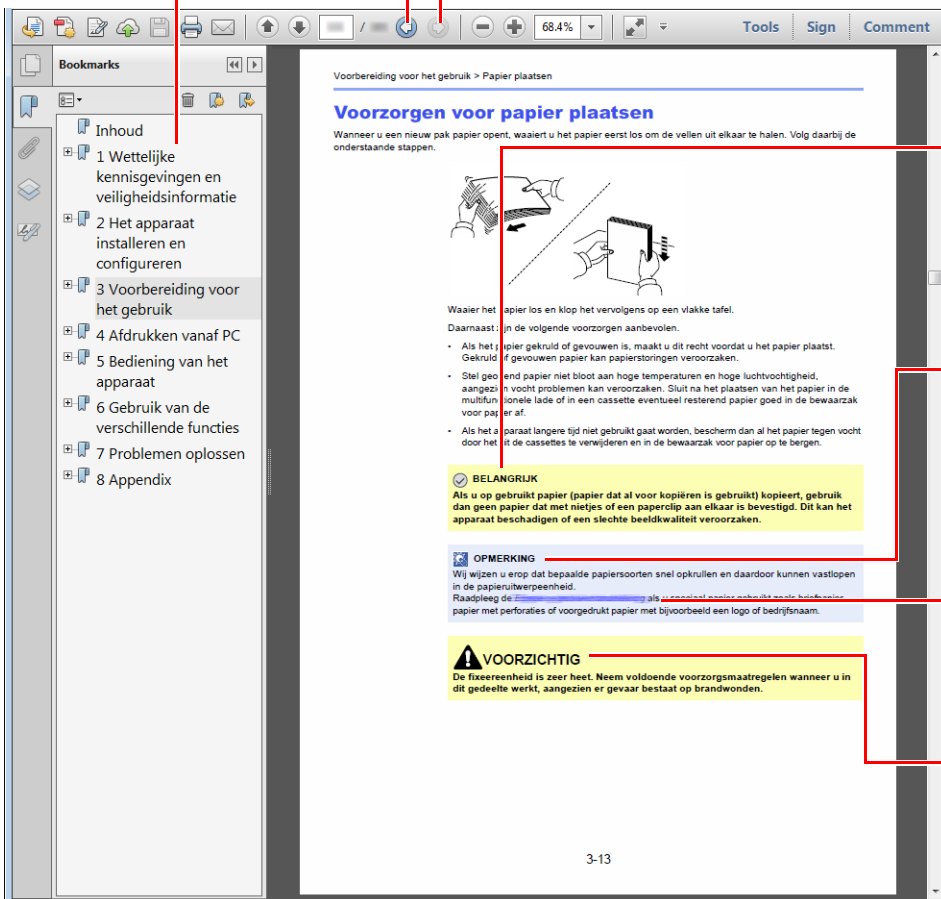 /
68.4%
Tools
Sign
Comment
Bookmarks
Inhoud
1 Wettelijke
kennisgevingen en
veiligheidsinformatie
2 Het apparaat
installeren en
configureren
3 Voorbereiding voor
het gebruik
4 Afdrukken vanaf PC
5 Bediening van het
apparaat
6 Gebruik van de
verschillende functies
7 Problemen oplossen
8 Appendix
Voorbereiding voor het gebruik > Papier plaatsen
Voorzorgen voor papier plaatsen
Wanneer u een nieuw pak papier opent, waaiert u het papier eerst los om de vellen uit elkaar te halen. Volg daarbij de
onderstaande stappen.
Waaier het papier los en klop het vervolgens op een vlakke tafel.
Daarnaast zijn de volgende voorzorgen aanbevolen.
• Als het papier gekruld of gevouwen is, maakt u dit recht voordat u het papier plaatst.
Gekruld of gevouwen papier kan papierstoringen veroorzaken.
• Stel geopend papier niet bloot aan hoge temperaturen en hoge luchtvochtigheid,
aangezien vocht problemen kan veroorzaken. Sluit na het plaatsen van het papier in de
multifunctionele lade of in een cassette eventueel resterend papier goed in de bewaarzak
voor papier af.
• Als het apparaat langere tijd niet gebruikt gaat worden, bescherm dan al het papier tegen vocht
door het uit de cassettes te verwijderen en in de bewaarzak voor papier op te bergen.
BELANGRIJK
Als u op gebruikt papier (papier dat al voor kopiëren is gebruikt) kopieert, gebruik
dan geen papier dat met nietjes of een paperclip aan elkaar is bevestigd. Dit kan het
apparaat beschadigen of een slechte beeldkwaliteit veroorzaken.
OPMERKING
Wij wijzen u erop dat bepaalde papiersoorten snel opkrullen en daardoor kunnen vastlopen
in de papieruitwerpeenheid.
Raadpleeg de als u speciaal papier gebruikt zoals briefpapier,
papier met perforaties of voorgedrukt papier met bijvoorbeeld een logo of bedrijfsnaam.
VOORZICHTIG
De fixeereenheid is zeer heet. Neem voldoende voorzorgsmaatregelen wanneer u in
dit gedeelte werkt, aangezien er gevaar bestaat op brandwonden.
3-13